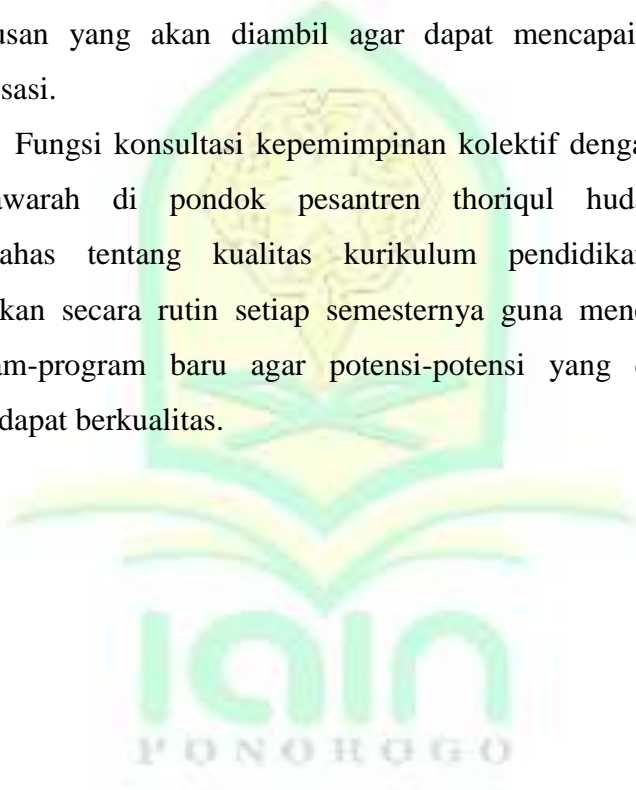 usan yang akan diambil agar dapat mencapai
sasi.
Fungsi konsultasi kepemimpinan kolektif denga
awarah di pondok pesantren thoriqul huda
ahas tentang kualitas kurikulum pendidikan
kan secara rutin setiap semesternya guna menc
am-program baru agar potensi-potensi yang
dapat berkualitas.
iain
PONOROGO